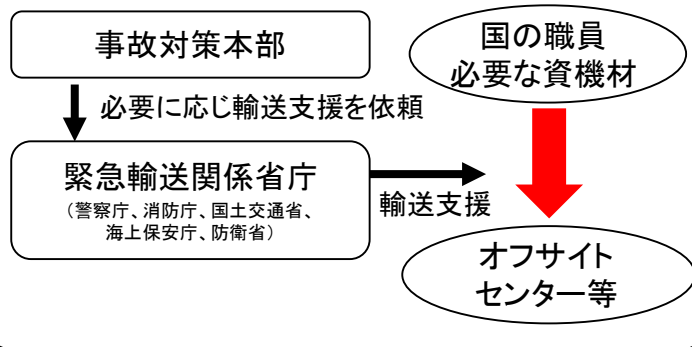 事故対策本部
必要に応じ輸送支援を依頼
緊急輸送関係省庁
（警察庁、消防庁、国土交通省、
海上保安庁、防衛省）
国の職員
必要な資機材
輸送支援
オフサイト
センター等